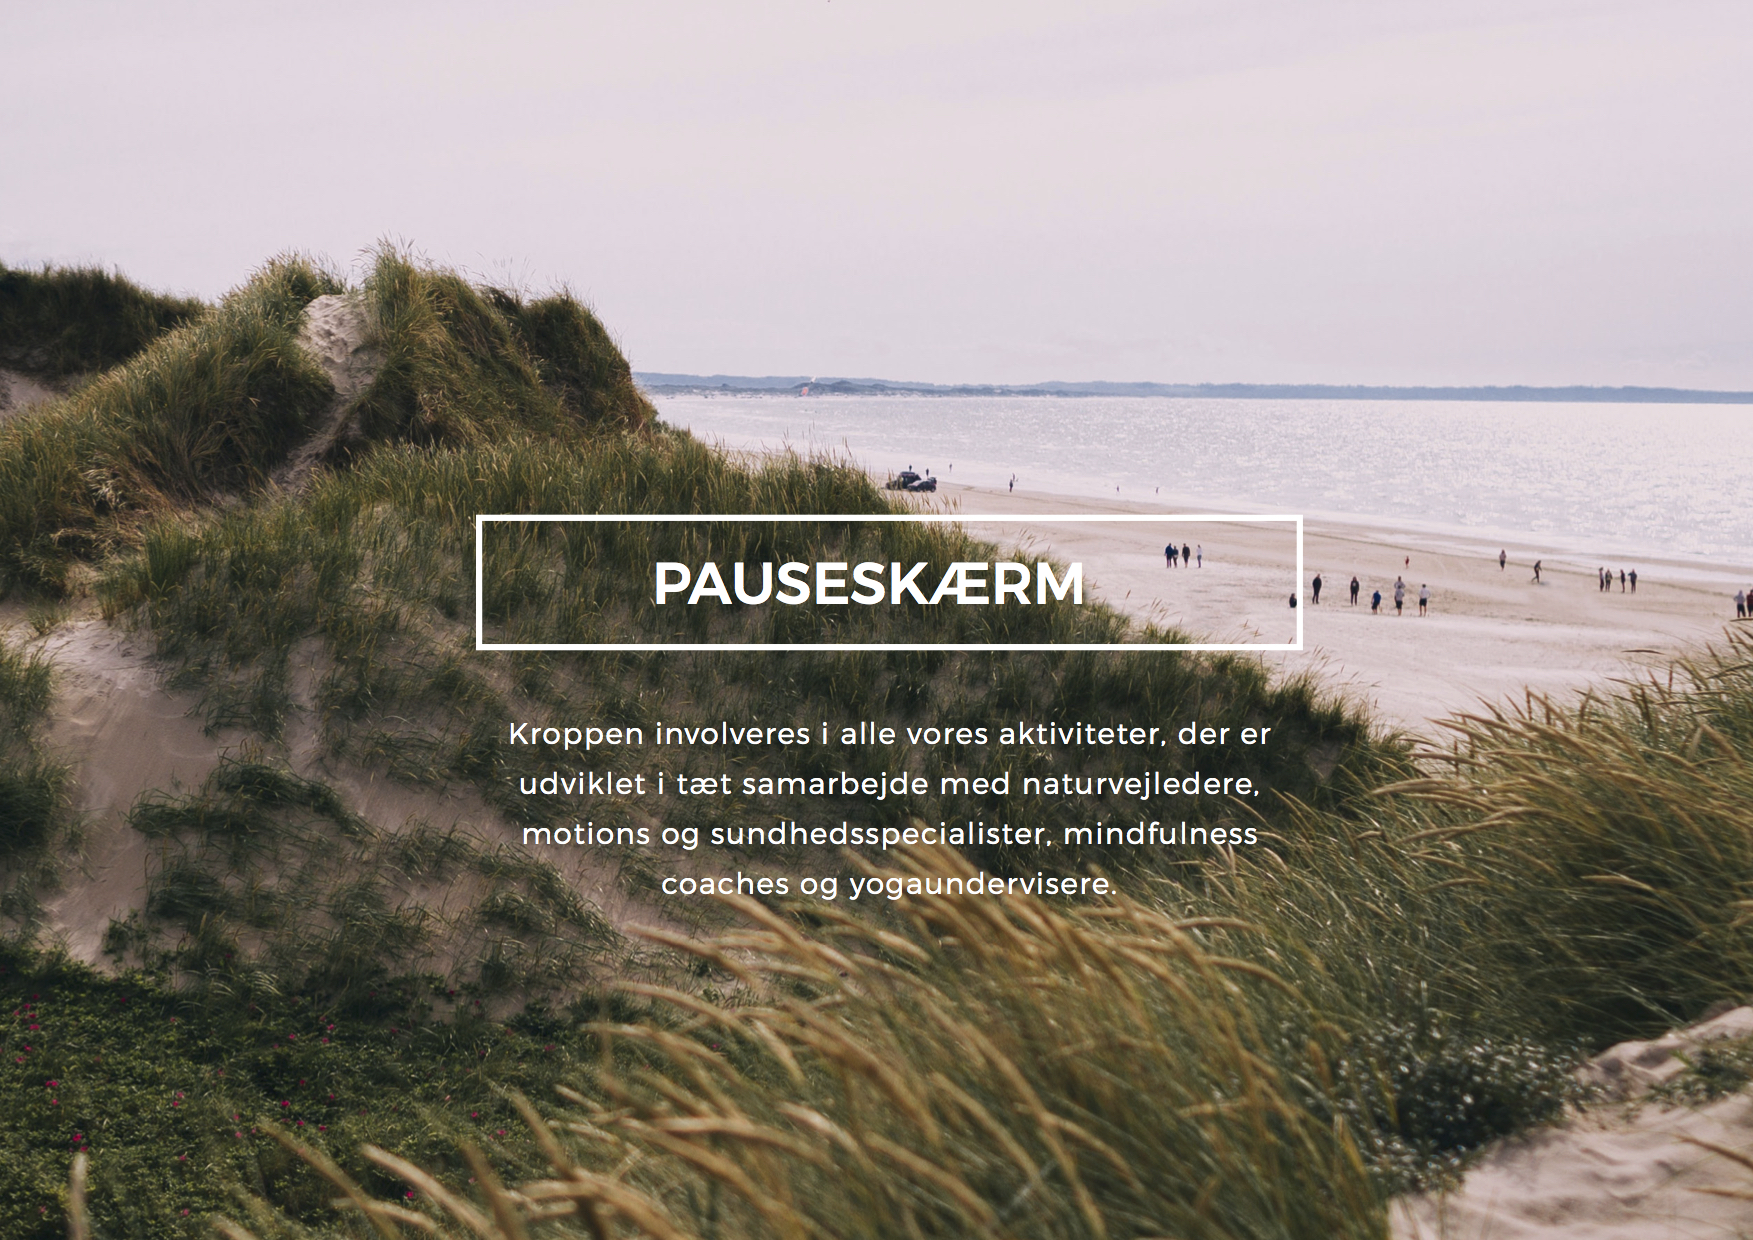 PAUSESKÆRM
Kroppen involveres i alle vores aktiviteter, der er
udviklet i tæt samarbejde med naturvejledere,
motions og sundhedsspecialister, mindfulness
coaches og yogaundervisere.